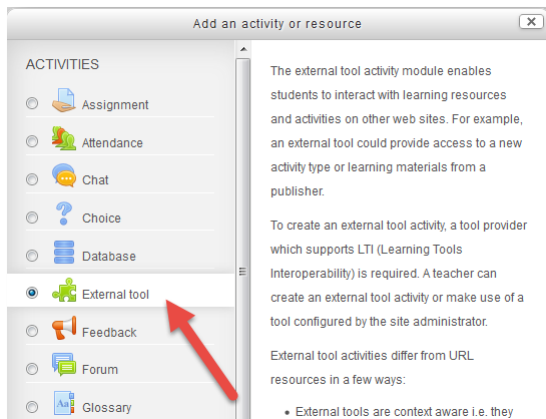 Add an activity or resource
ACTIVITIES
Assignment
Attendance
Chat
Choice
Database
External tool
Feedback
Forum
Glossary
The external tool activity module enables
students to interact with learning resources
and activities on other web sites. For example,
an external tool could provide access to a new
activity type or learning materials from a
publisher.
To create an external tool activity, a tool provider
which supports LTI (Learning Tools
Interoperability) is required. A teacher can
create an external tool activity or make use of a
tool configured by the site administrator.
External tool activities differ from URL
resources in a few ways:
• External tools are context aware i.e. they